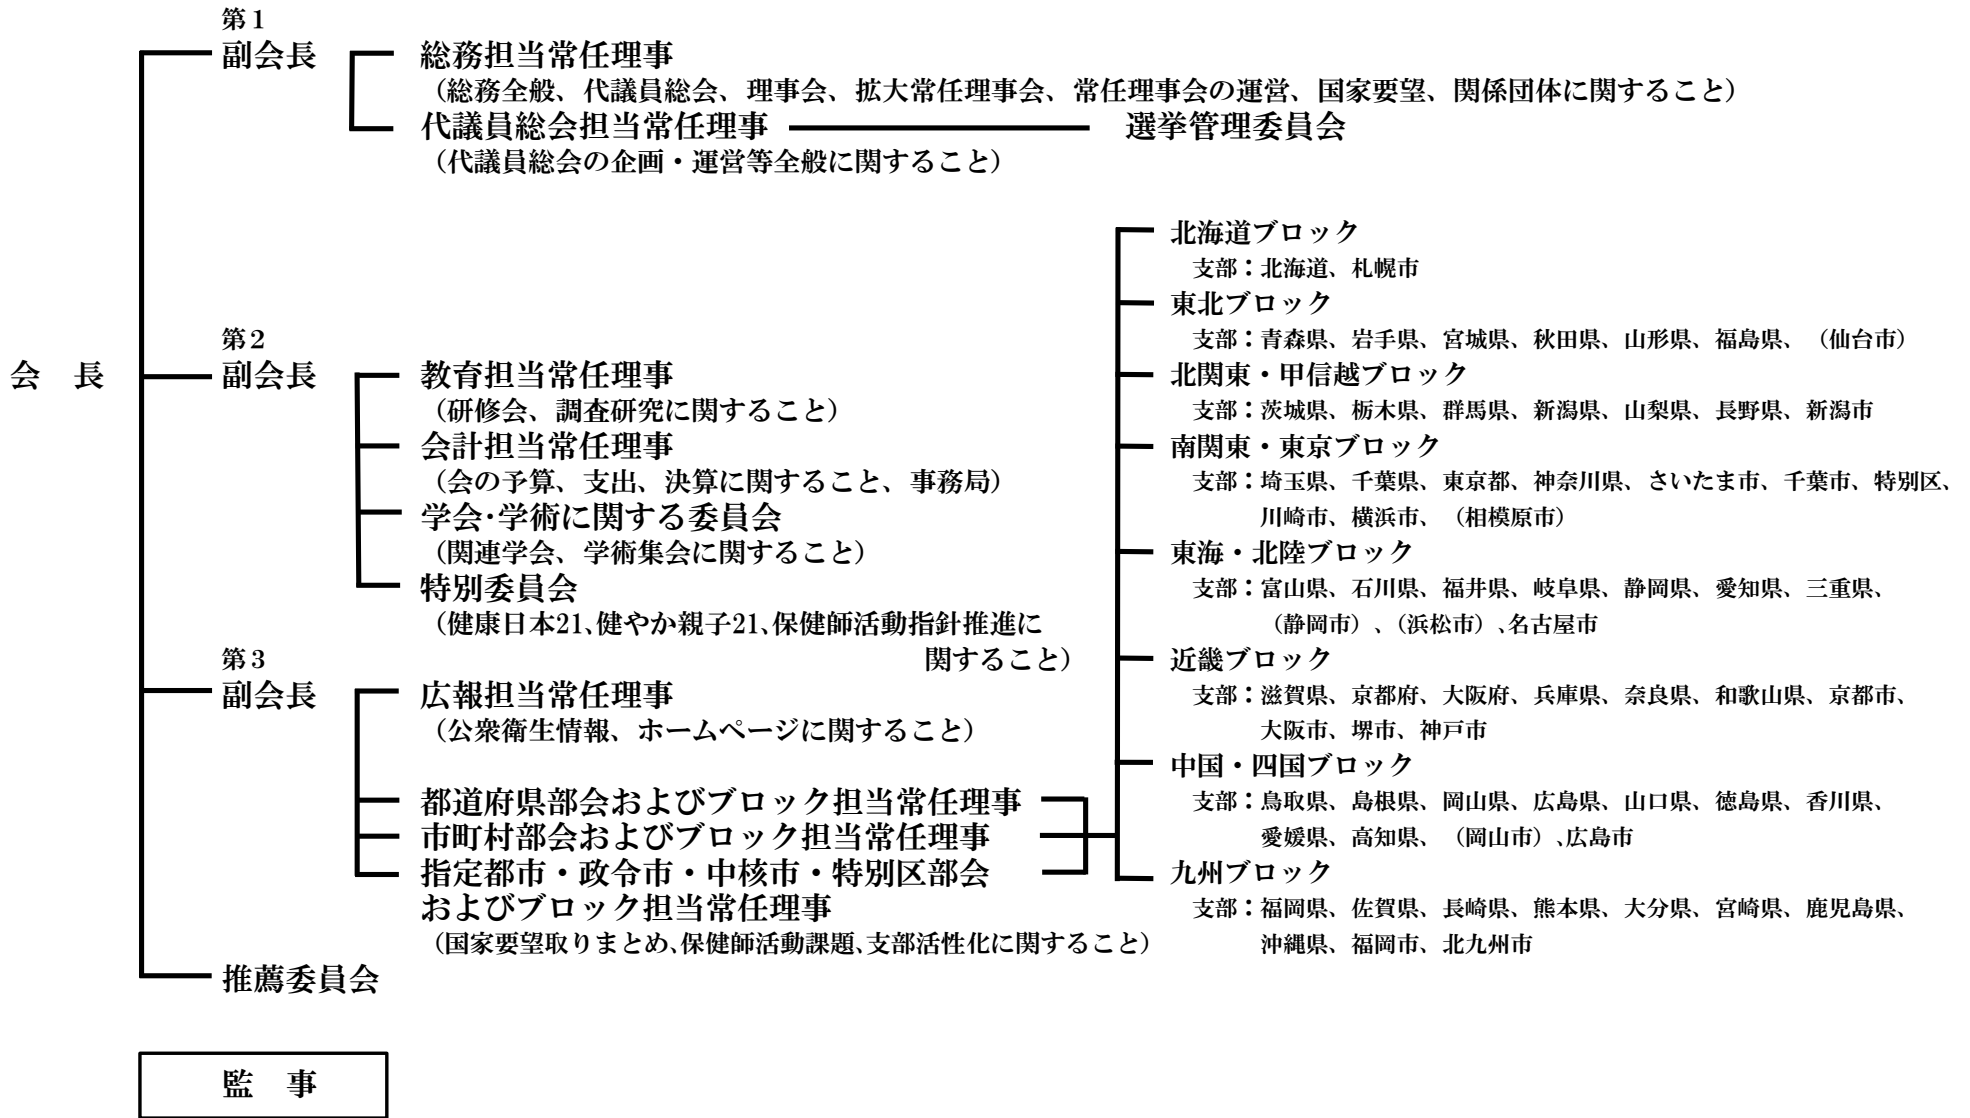 第1
副会長
総務担当常任理事
（総務全般、代議員総会、理事会、拡大常任理事会、常任理事会の運営、国家要望、関係団体に関すること）
代議員総会担当常任理事
選挙管理委員会
（代議員総会の企画・運営等全般に関すること）
会　長
第2
副会長
教育担当常任理事
（研修会、調査研究に関すること）
会計担当常任理事
（会の予算、支出、決算に関すること、事務局）
学会･学術に関する委員会
（関連学会、学術集会に関すること）
特別委員会
（健康日本21､健やか親子21､保健師活動指針推進に
関すること）
第3
副会長
広報担当常任理事
（公衆衛生情報、ホームページに関すること）
都道府県部会およびブロック担当常任理事
市町村部会およびブロック担当常任理事
指定都市・政令市・中核市・特別区部会
およびブロック担当常任理事
（国家要望取りまとめ､保健師活動課題､支部活性化に関すること）
北海道ブロック
支部：北海道、札幌市
東北ブロック
支部：青森県、岩手県、宮城県、秋田県、山形県、福島県、（仙台市）
北関東・甲信越ブロック
支部：茨城県、栃木県、群馬県、新潟県、山梨県、長野県、新潟市
南関東・東京ブロック
支部：埼玉県、千葉県、東京都、神奈川県、さいたま市、千葉市、特別区、
川崎市、横浜市、（相模原市）
東海・北陸ブロック
支部：富山県、石川県、福井県、岐阜県、静岡県、愛知県、三重県、
（静岡市）、（浜松市）､名古屋市
近畿ブロック
支部：滋賀県、京都府、大阪府、兵庫県、奈良県、和歌山県、京都市、
大阪市、堺市、神戸市
中国・四国ブロック
支部：鳥取県、島根県、岡山県、広島県、山口県、徳島県、香川県、
愛媛県、高知県、（岡山市）､広島市
九州ブロック
支部：福岡県、佐賀県、長崎県、熊本県、大分県、宮崎県、鹿児島県、
沖縄県、福岡市、北九州市
推薦委員会
監　事